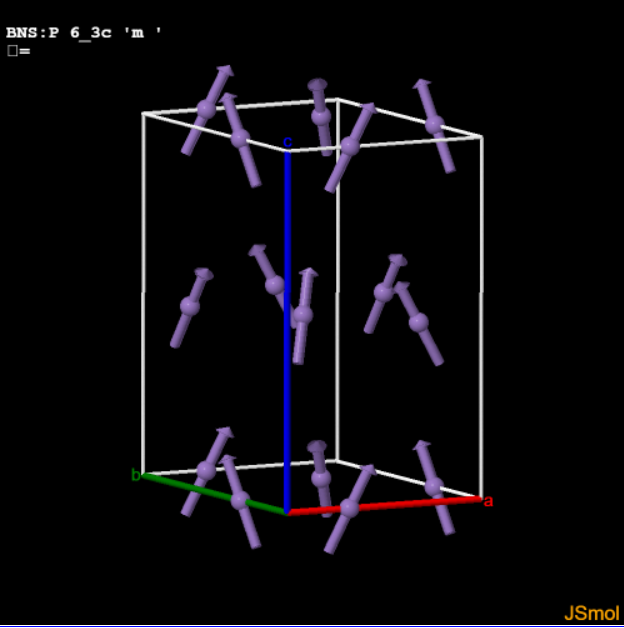 BNS:P 6_3c 'm '
□=
c
b
a
JSmol